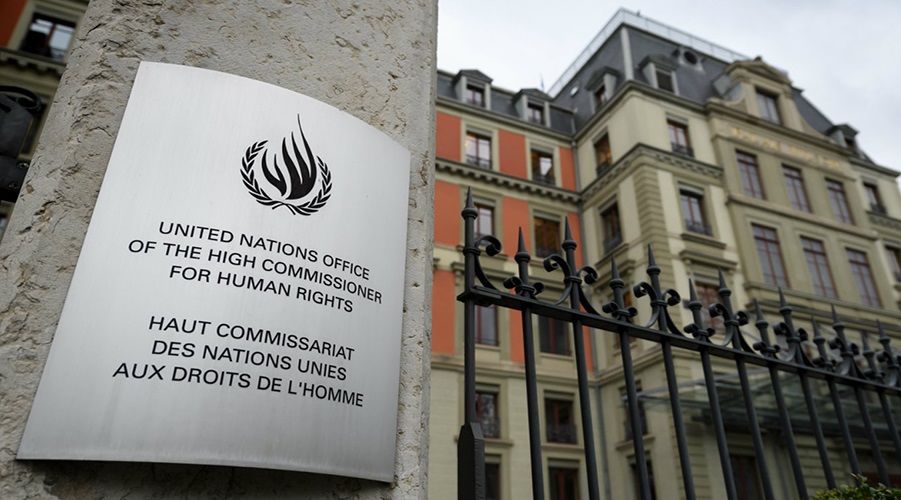 UNITED NATIONS OFFICE
OF THE HIGH COMMISSIONER
FOR HUMAN RIGHTS
HAUT COMMISSARIAT
DES NATIONS UNIES
AUX DROITS DE L'HOMME